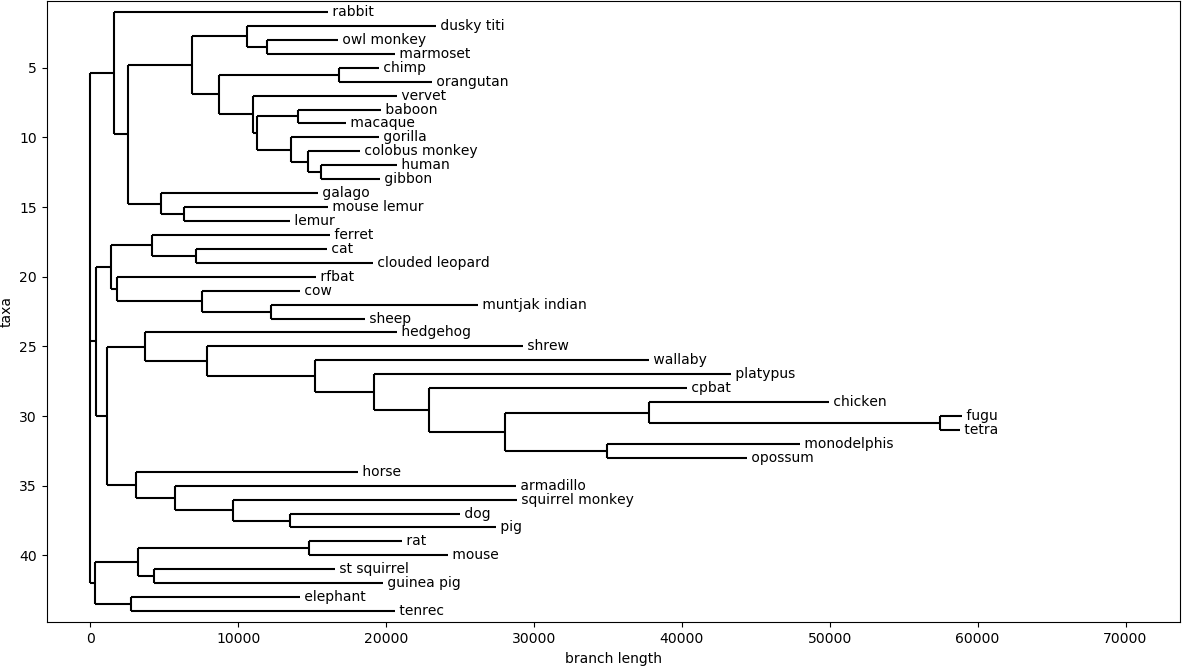 rabbit
dusky titi
owl monkey
marmoset
chimp
5
orangutan
vervet
baboon
macaque
gorilla
10
colobus monkey
human
gibbon
galago
mouse lemur
15
lemur
ferret
cat
clouded leopard
rfbat
20
cow
muntjak indian
sheep
taxa
hedgehog
shrew
25
wallaby
platypus
cpbat
chicken
fugu
30
tetra
monodelphis
opossum
horse
armadillo
35
squirrel monkey
dog
pig
rat
mouse
40
st squirrel
guinea pig
elephant
tenrec
0 10000 20000 30000 40000 50000 60000 70000
branch length